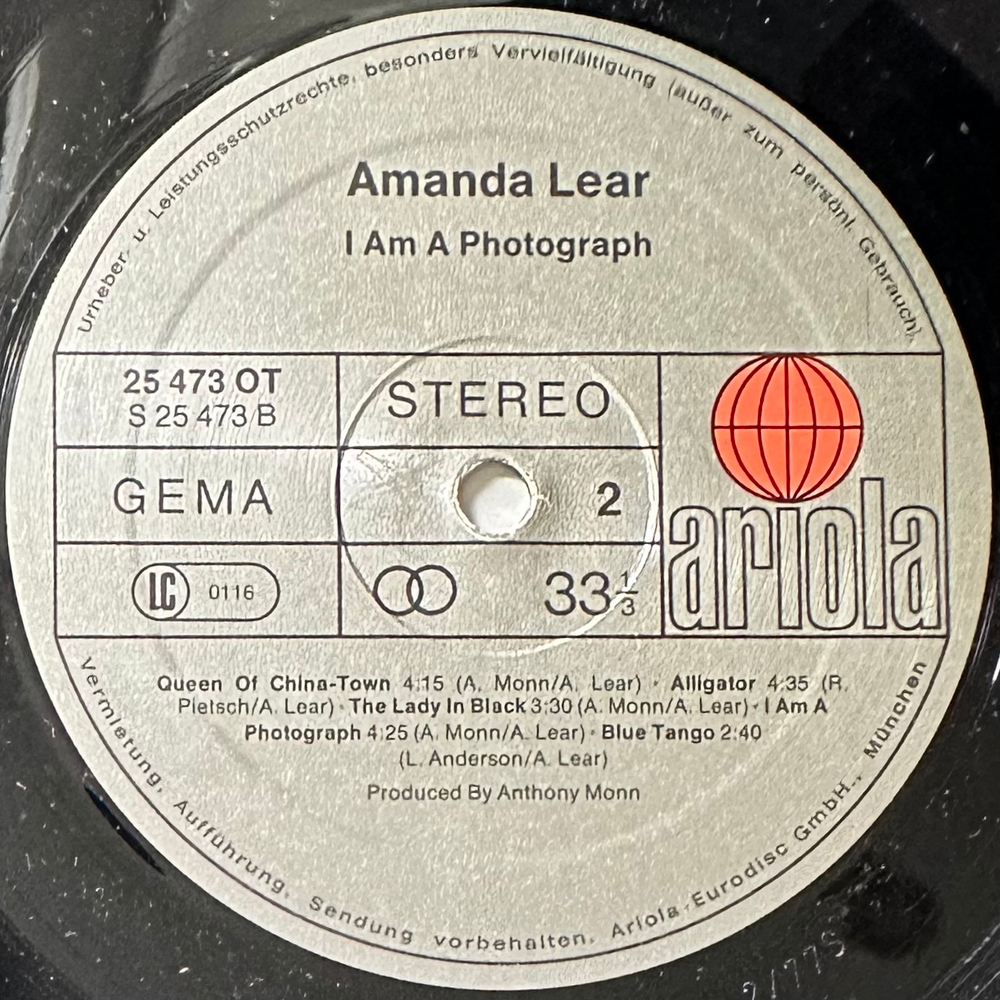 Urheber- u. Leistungsschutzrechte, besonders Vervielfältigung (außer zum persönl. Gebrauch),
Amanda Lear
I Am A Photograph
25 473 OT
S 25 473 B
STEREO
GEMA
2
LC 0116
33 1/3
ariola
Queen Of China-Town 4:15 (A. Monn/A. Lear) · Alligator 4:35 (R.
Pietsch/A. Lear) · The Lady In Black 3:30 (A. Monn/A. Lear) · I Am A
Photograph 4:25 (A. Monn/A. Lear) · Blue Tango 2:40
(L. Anderson/A. Lear)
Produced By Anthony Monn
Vermietung, Aufführung, Sendung vorbehalten. Ariola-Eurodisc GmbH., München